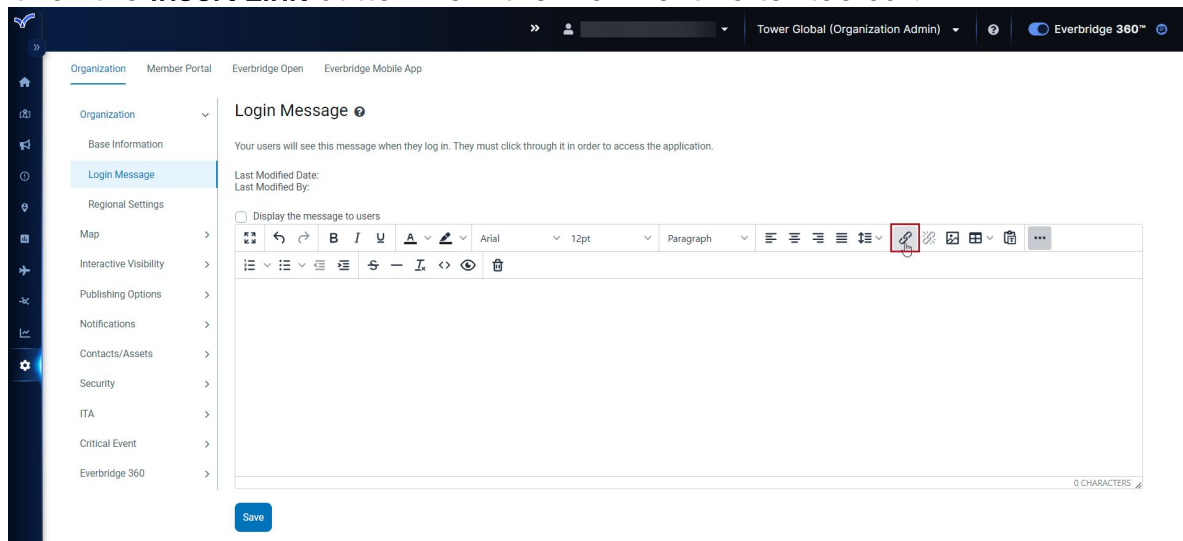 Tower Global (Organization Admin)
Everbridge 360™
Organization Member Portal Everbridge Open Everbridge Mobile App
Organization
Base Information
Login Message
Regional Settings
Map
Interactive Visibility
Publishing Options
Notifications
Contacts/Assets
Security
ITA
Critical Event
Everbridge 360
Login Message
Your users will see this message when they log in. They must click through it in order to access the application.
Last Modified Date:
Last Modified By:
Display the message to users
B I U A Arial 12pt Paragraph
0 CHARACTERS
Save